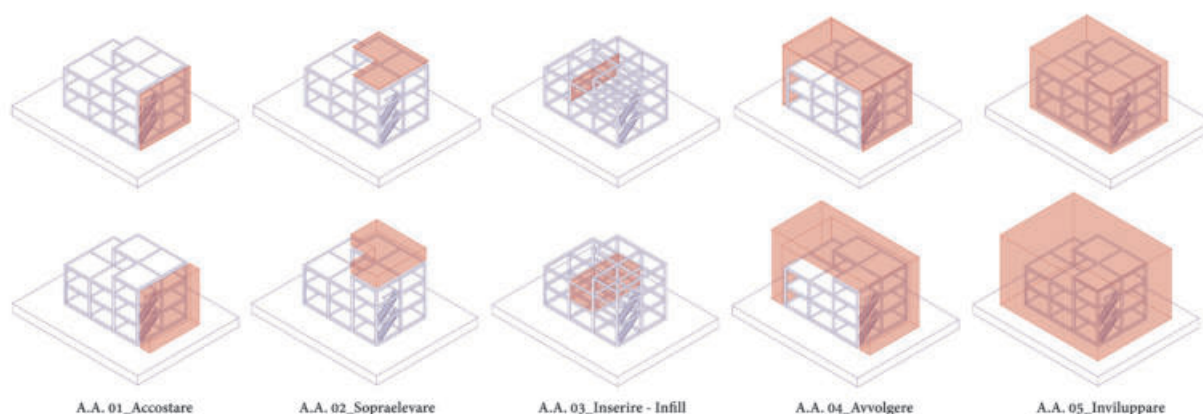 A.A. 01_Accostare
A.A. 02_Sopraelevare
A.A. 03_Inserire - Infill
A.A. 04_Avvolgere
A.A. 05_Inviluppare